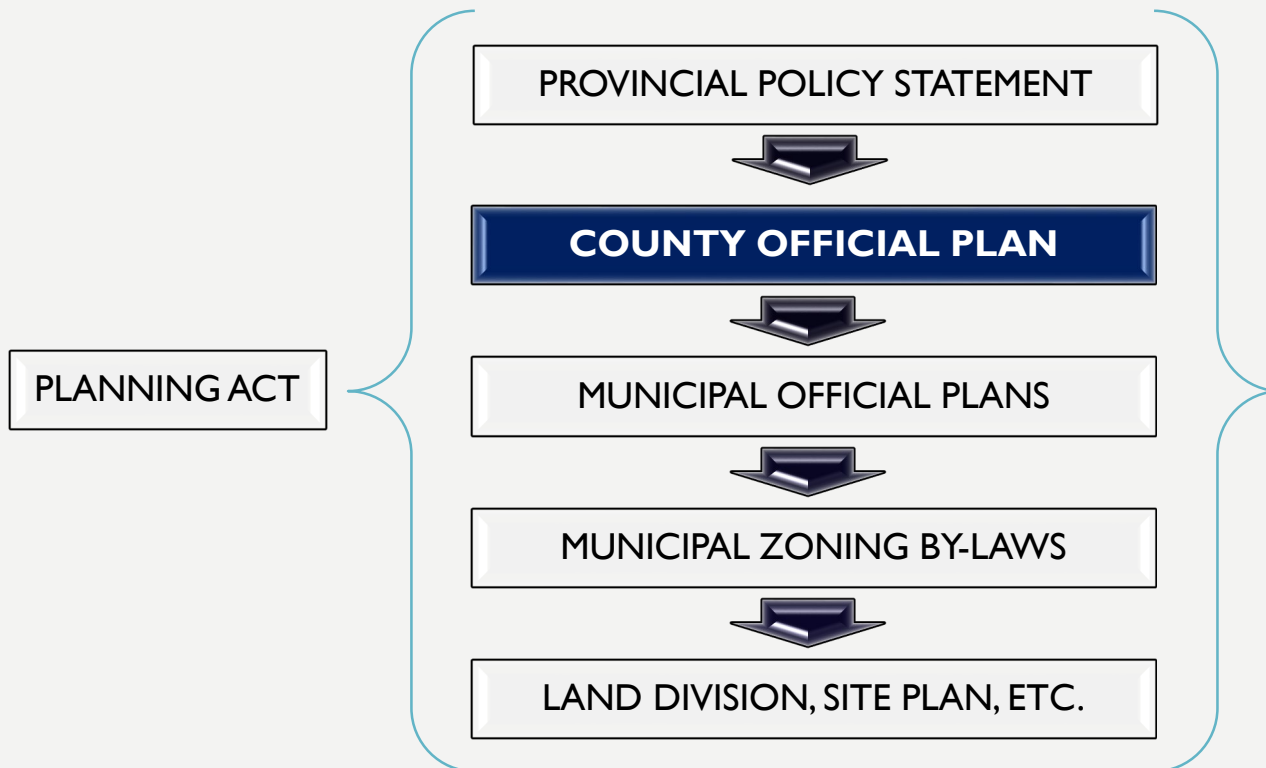 PROVINCIAL POLICY STATEMENT
COUNTY OFFICIAL PLAN
PLANNING ACT
MUNICIPAL OFFICIAL PLANS
MUNICIPAL ZONING BY-LAWS
LAND DIVISION, SITE PLAN, ETC.